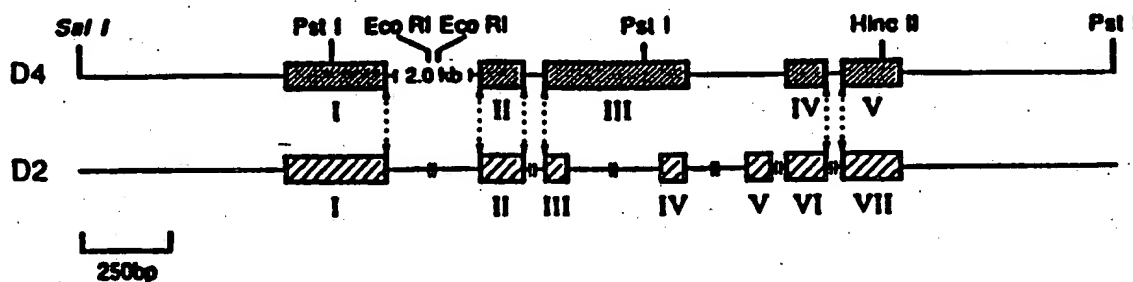 Sal I Pst I Eco RI Eco RI Pst I Hinc II Pst
D4 2.0 kb
I II III IV V
D2
I II III IV V VI VII
250bp